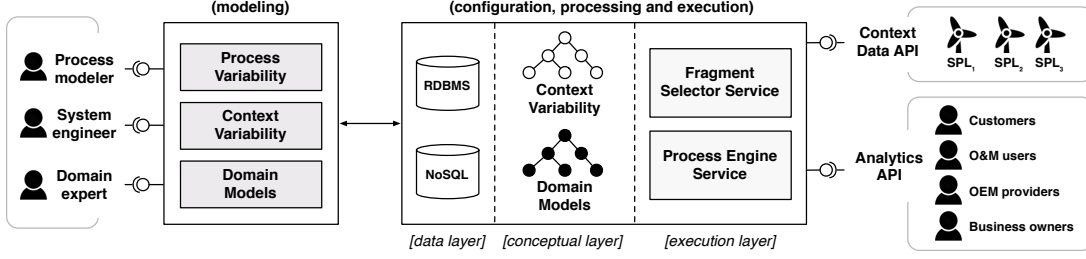 (modeling)
(configuration, processing and execution)
Process
modeler
System
engineer
Domain
expert
Process
Variability
Context
Variability
Domain
Models
RDBMS
NoSQL
Context
Variability
Domain
Models
Fragment
Selector Service
Process Engine
Service
[data layer]
[conceptual layer]
[execution layer]
Context
Data API
SPL1
SPL2
SPL3
Analytics
API
Customers
O&M users
OEM providers
Business owners